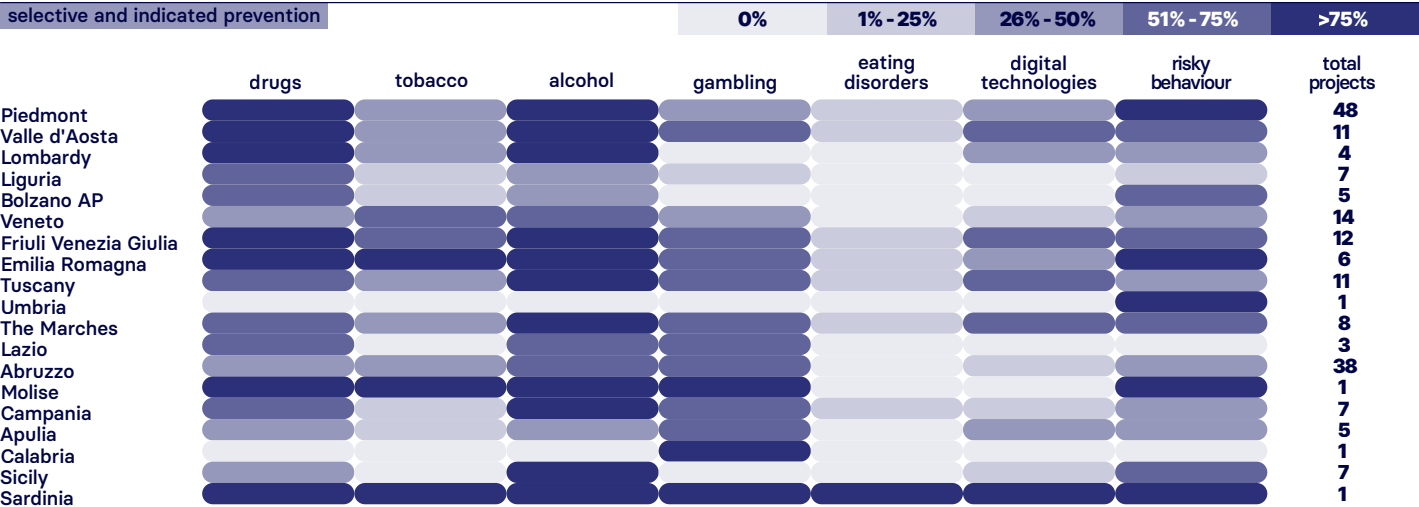 selective and indicated prevention
0% 1% - 25% 26% - 50% 51% - 75% >75%
drugs tobacco alcohol gambling eating disorders digital technologies risky behaviour total projects
Piedmont 48
Valle d'Aosta 11
Lombardy 4
Liguria 7
Bolzano AP 5
Veneto 14
Friuli Venezia Giulia 12
Emilia Romagna 6
Tuscany 11
Umbria 1
The Marches 8
Lazio 3
Abruzzo 38
Molise 1
Campania 7
Apulia 5
Calabria 1
Sicily 7
Sardinia 1